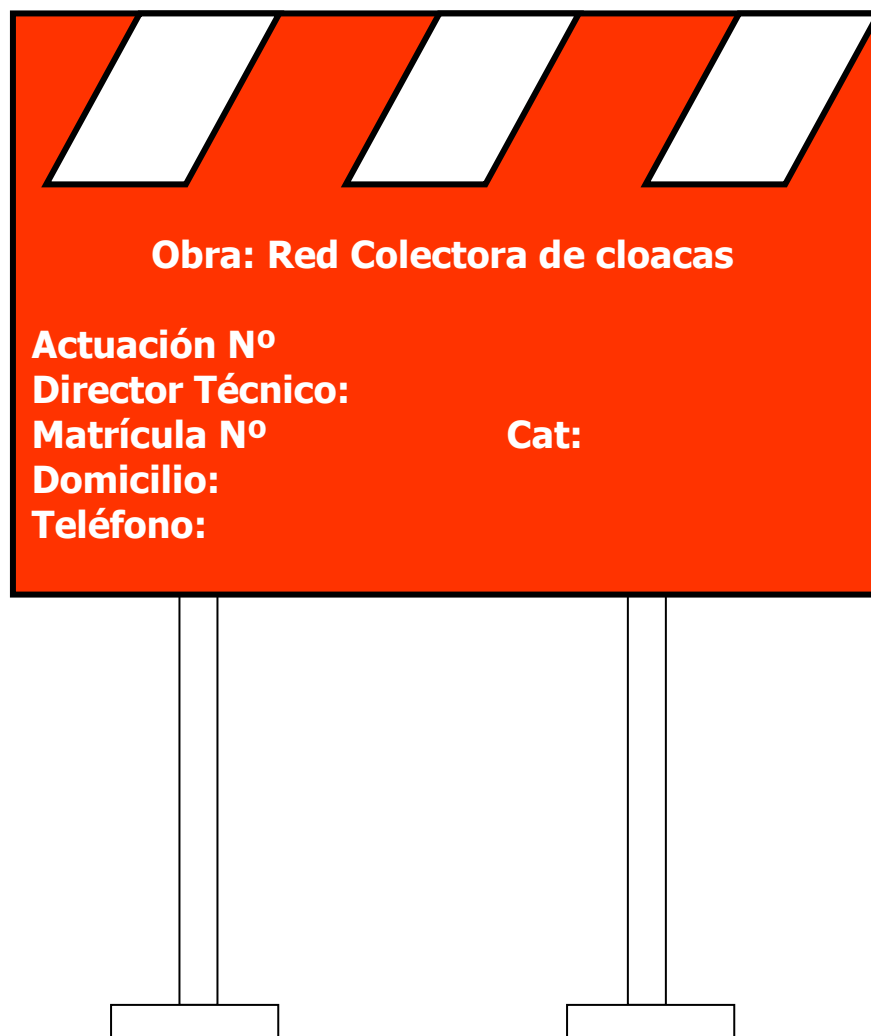 Obra: Red Colectora de cloacas
Actuación Nº
Director Técnico:
Matrícula Nº Cat:
Domicilio:
Teléfono: